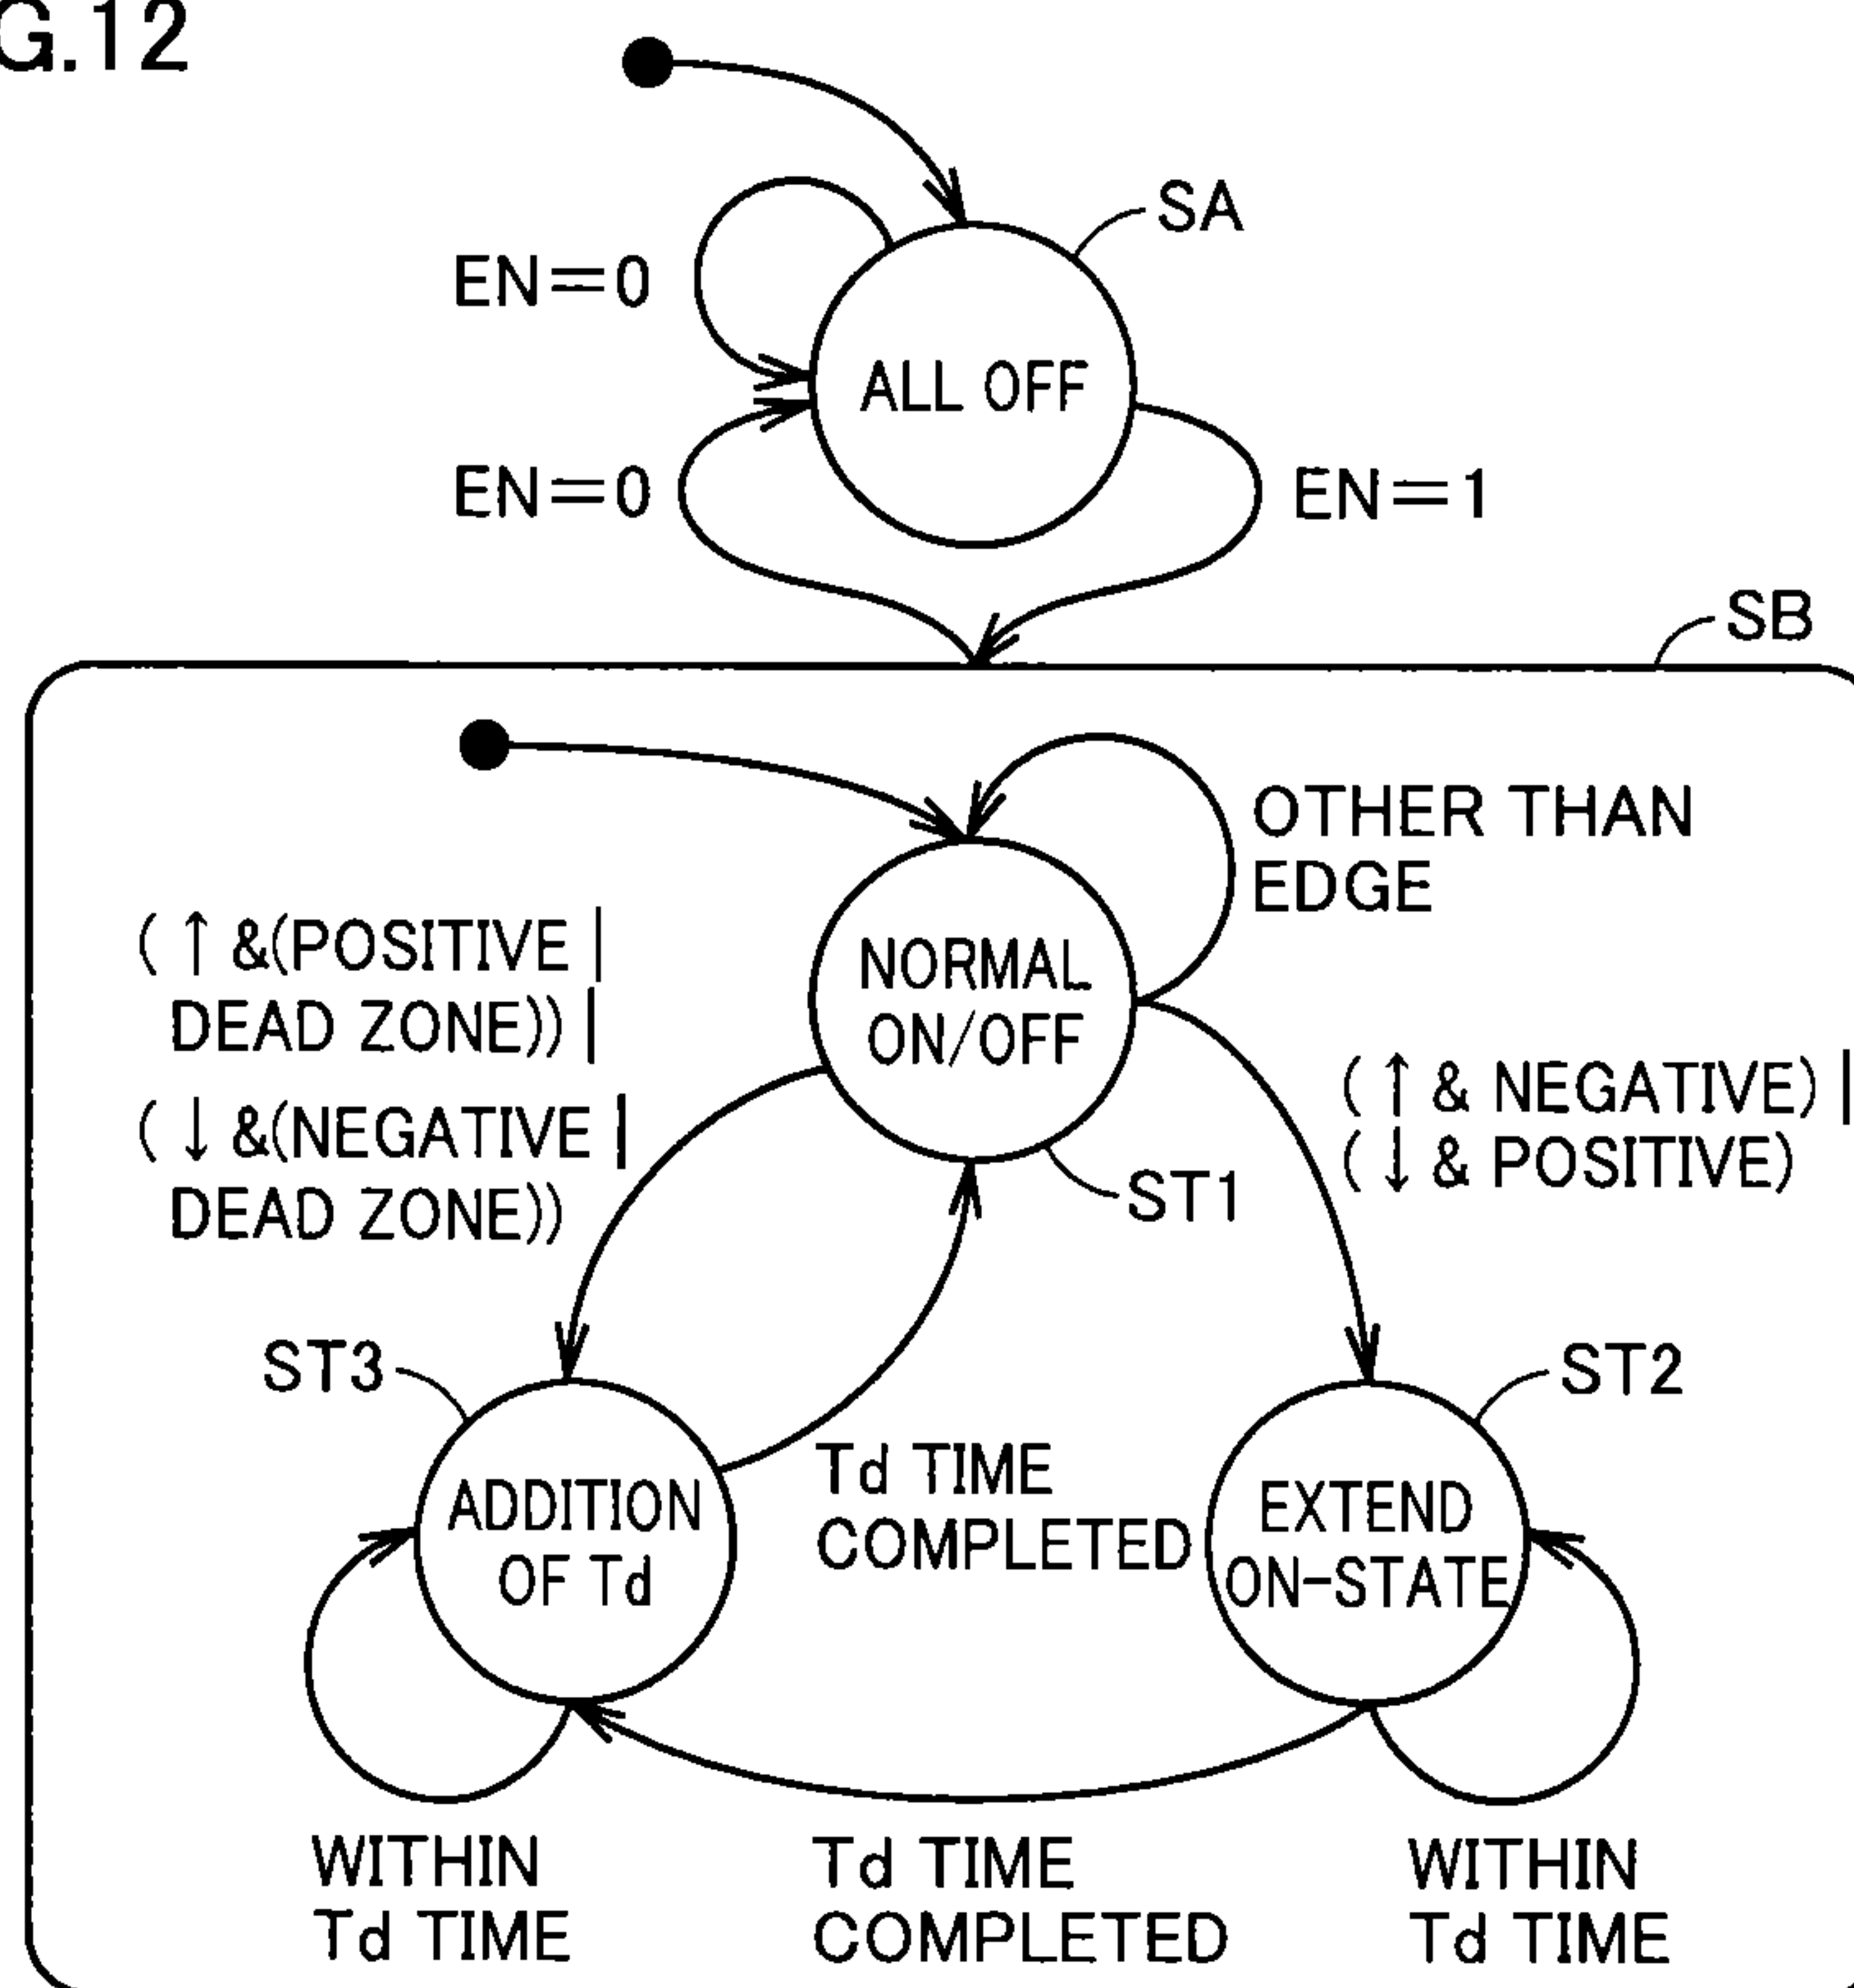 G.12
SA
EN=0
ALL OFF
EN=0
EN=1
SB
OTHER THAN
EDGE
(↑&(POSITIVE|
DEAD ZONE))|
(↓&(NEGATIVE|
DEAD ZONE))
NORMAL
ON/OFF
(↑& NEGATIVE)|
(↓& POSITIVE)
ST1
ST3
ST2
Td TIME
COMPLETED
ADDITION
OF Td
EXTEND
ON-STATE
WITHIN
Td TIME
Td TIME
COMPLETED
WITHIN
Td TIME